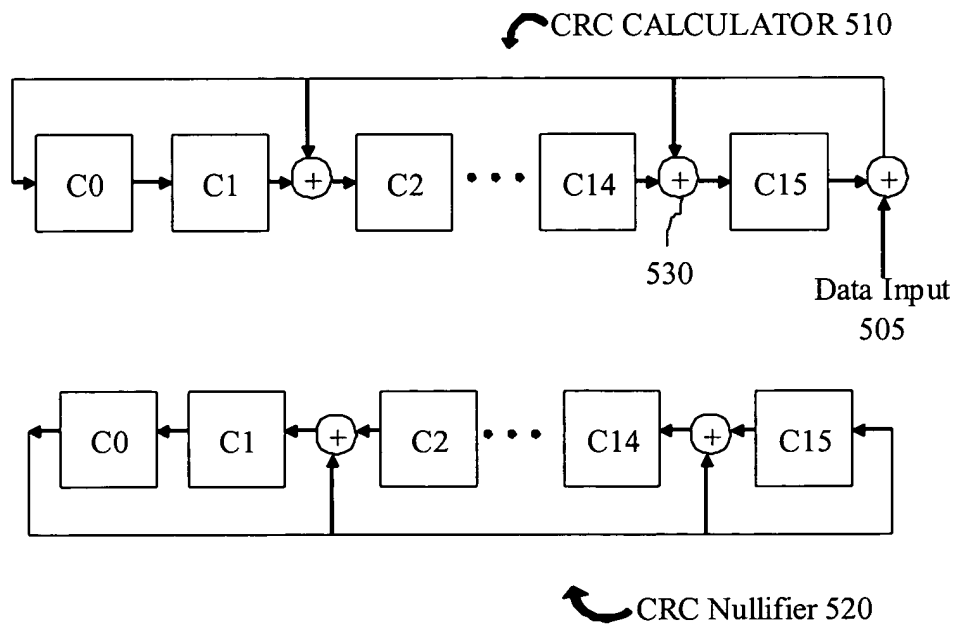 CRC CALCULATOR 510
C0 C1 + C2 • • • C14 + C15 +
530
Data Input
505
C0 C1 + C2 • • • C14 + C15
CRC Nullifier 520